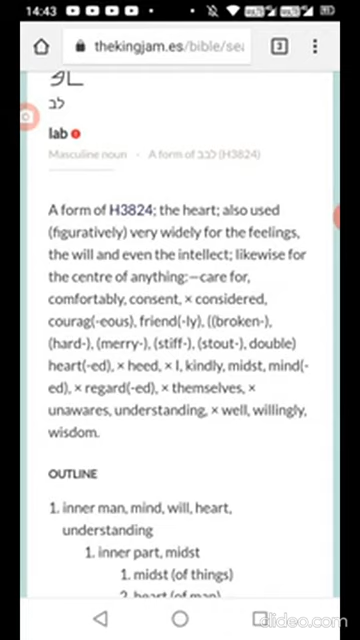 14:43
thekingjam.es/bible/sea
3
לב
lab
Masculine noun - A form of לבב (H3824)
A form of H3824; the heart; also used
(figuratively) very widely for the feelings,
the will and even the intellect; likewise for
the centre of anything:—care for,
comfortably, consent, × considered,
courag(-eous), friend(-ly), ((broken-),
(hard-), (merry-), (stiff-), (stout-), double)
heart(-ed), × heed, × I, kindly, midst, mind(-
ed), × regard(-ed), × themselves, ×
unawares, understanding, × well, willingly,
wisdom.
OUTLINE
1. inner man, mind, will, heart,
understanding
1. inner part, midst
1. midst (of things)
2. heart (of man)
clideo.com